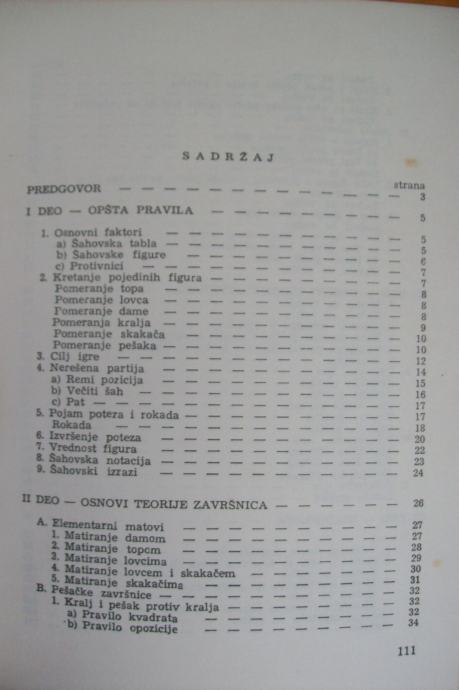 SADRŽAJ
strana
PREDGOVOR — — — — — — — — — — — — 3
I DEO — OPŠTA PRAVILA — — — — — — — — 5
1. Osnovni faktori — — — — — — — — — — 5
a) Šahovska tabla — — — — — — — — — — 5
b) Šahovske figure — — — — — — — — — — 6
c) Protivnici — — — — — — — — — — — 7
2. Kretanje pojedinih figura — — — — — — — — 7
Pomeranje topa — — — — — — — — — — 8
Pomeranje lovca — — — — — — — — — — 8
Pomeranje dame — — — — — — — — — — 8
Pomeranja kralja — — — — — — — — — — 9
Pomeranje skakača — — — — — — — — — — 10
Pomeranje pešaka — — — — — — — — — — 10
3. Cilj igre — — — — — — — — — — — — 12
4. Nerešena partija — — — — — — — — — — 14
a) Remi pozicija — — — — — — — — — — 15
b) Večiti šah — — — — — — — — — — 16
c) Pat — — — — — — — — — — — — 17
5. Pojam poteza i rokada — — — — — — — — — 17
Rokada — — — — — — — — — — — — 18
6. Izvršenje poteza — — — — — — — — — — 20
7. Vrednost figura — — — — — — — — — — 22
8. Šahovska notacija — — — — — — — — — — 23
9. Šahovski izrazi — — — — — — — — — — 24
II DEO — OSNOVI TEORIJE ZAVRŠNICA — — — — — 26
A. Elementarni matovi — — — — — — — — — 27
1. Matiranje damom — — — — — — — — — 27
2. Matiranje topom — — — — — — — — — 28
3. Matiranje lovcima — — — — — — — — — 29
4. Matiranje lovcem i skakačem — — — — — — — 30
5. Matiranje skakačima — — — — — — — — — 31
B. Pešačke završnice — — — — — — — — — — 32
1. Kralj i pešak protiv kralja — — — — — — — 32
a) Pravilo kvadrata — — — — — — — — 32
b) Pravilo opozicije — — — — — — — — 34
111